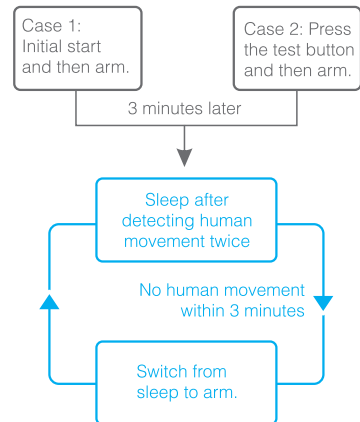 Case 1:
Initial start
and then arm.
Case 2: Press
the test button
and then arm.
3 minutes later
Sleep after
detecting human
movement twice
No human movement
within 3 minutes
Switch from
sleep to arm.